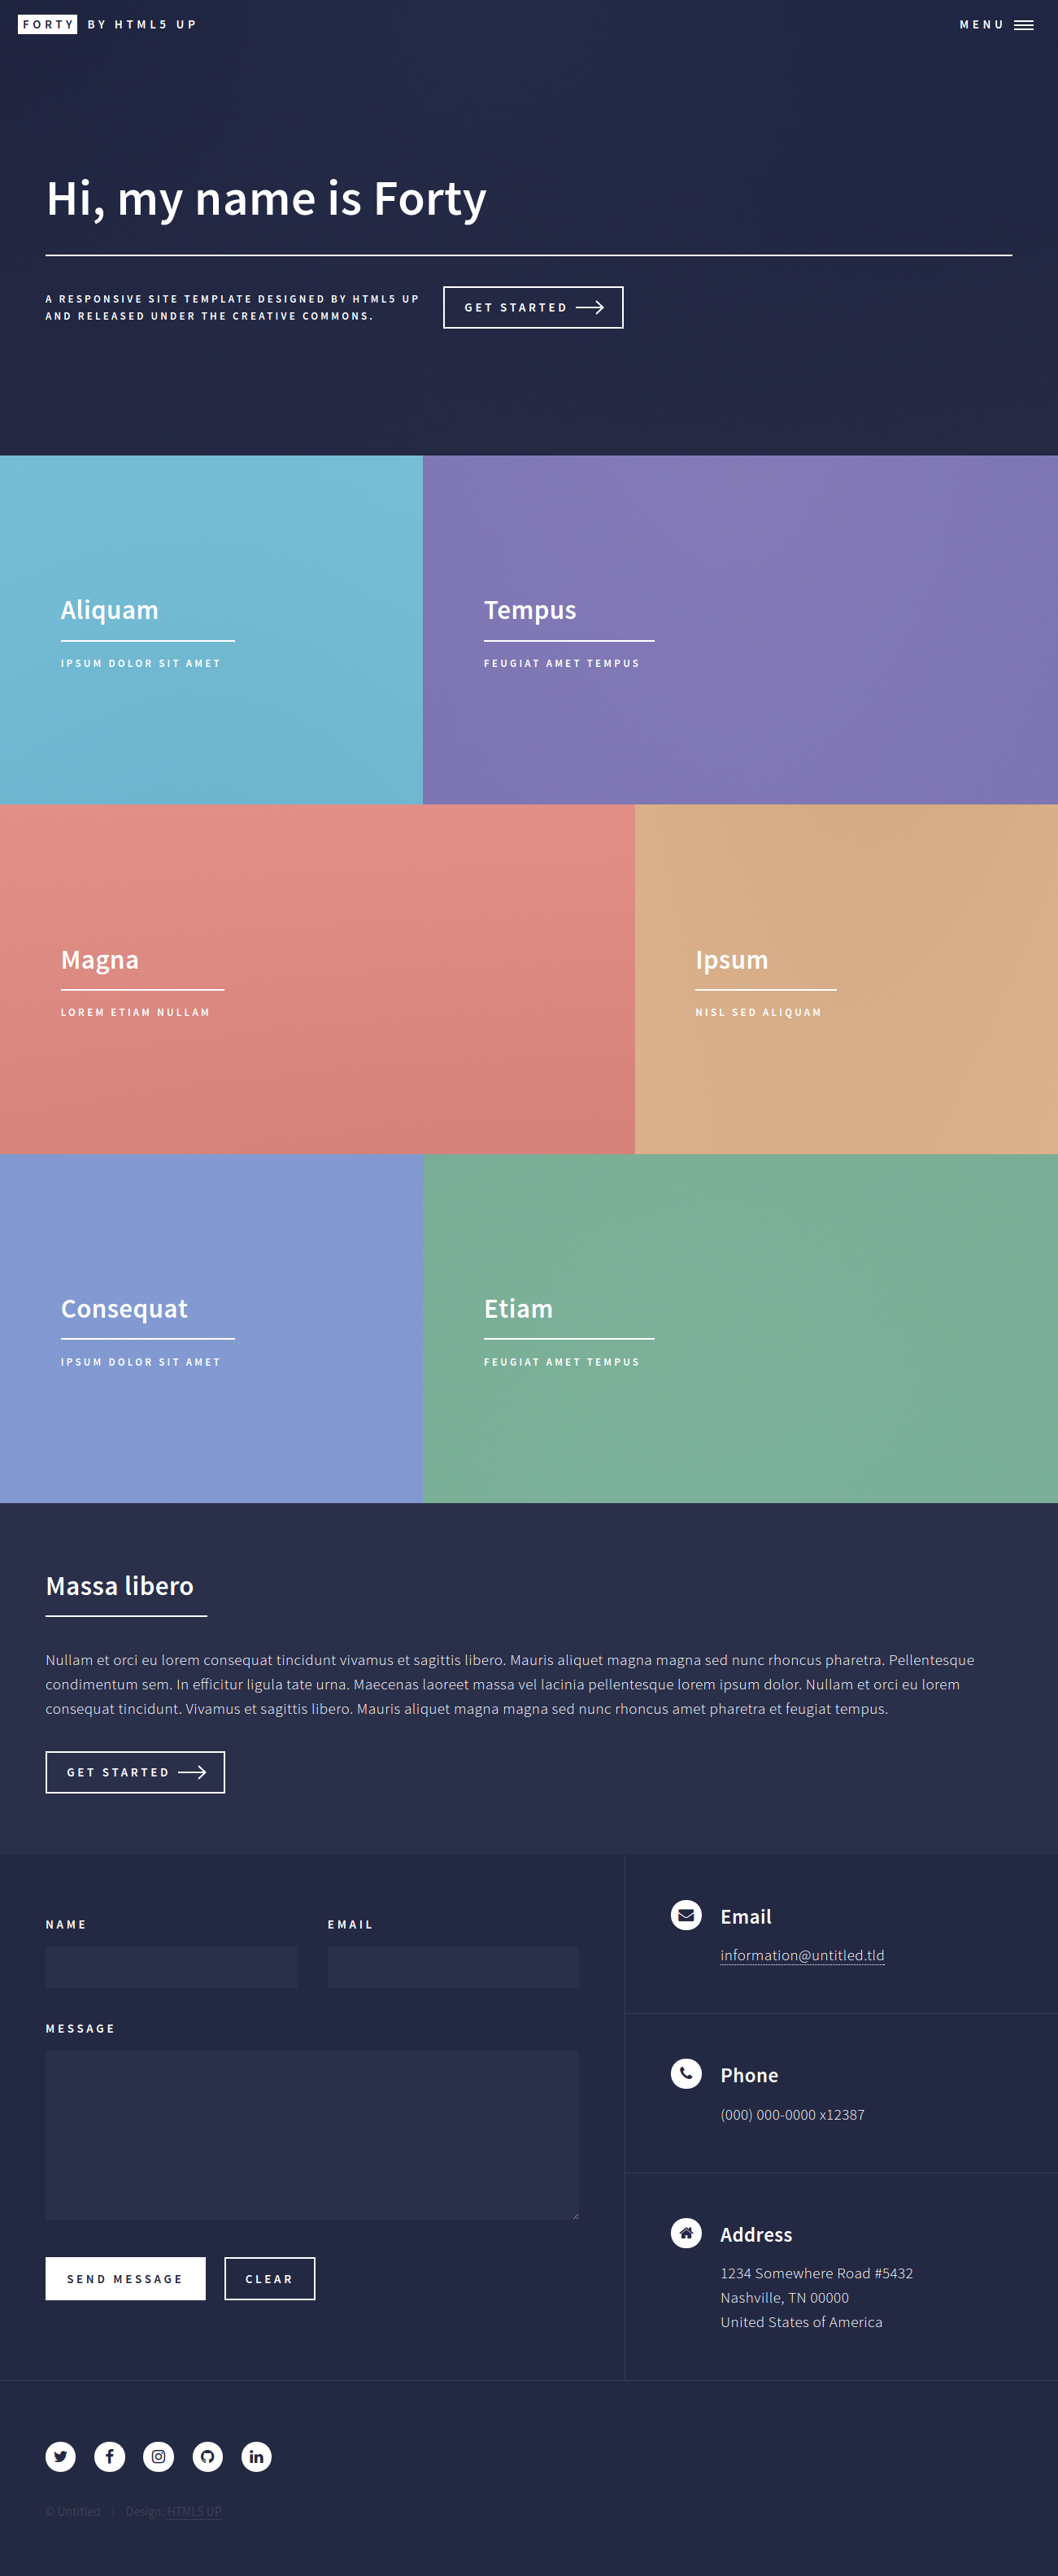 FORTY BY HTML5 UP
MENU
Hi, my name is Forty
A RESPONSIVE SITE TEMPLATE DESIGNED BY HTML5 UP
AND RELEASED UNDER THE CREATIVE COMMONS.
GET STARTED
Aliquam
IPSUM DOLOR SIT AMET
Tempus
FEUGIAT AMET TEMPUS
Magna
LOREM ETIAM NULLAM
Ipsum
NISL SED ALIQUAM
Consequat
IPSUM DOLOR SIT AMET
Etiam
FEUGIAT AMET TEMPUS
Massa libero
Nullam et orci eu lorem consequat tincidunt vivamus et sagittis libero. Mauris aliquet magna magna sed nunc rhoncus pharetra. Pellentesque
condimentum sem. In efficitur ligula tate urna. Maecenas laoreet massa vel lacinia pellentesque lorem ipsum dolor. Nullam et orci eu lorem
consequat tincidunt. Vivamus et sagittis libero. Mauris aliquet magna magna sed nunc rhoncus amet pharetra et feugiat tempus.
GET STARTED
NAME
EMAIL
MESSAGE
SEND MESSAGE
CLEAR
Email
information@untitled.tld
Phone
(000) 000-0000 x12387
Address
1234 Somewhere Road #5432
Nashville, TN 00000
United States of America
© Untitled | Design: HTML5 UP